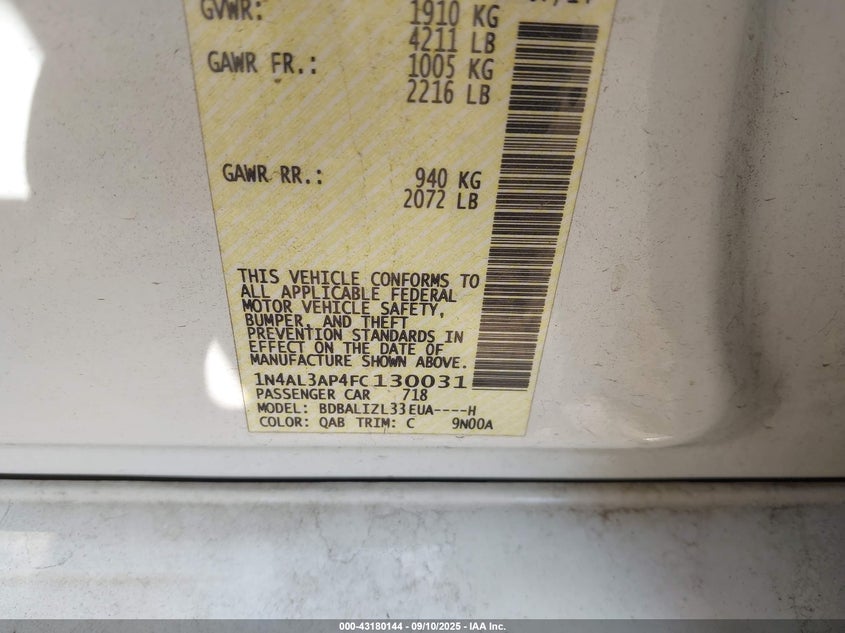 GVWR: 1910 KG
4211 LB
GAWR FR.: 1005 KG
2216 LB
GAWR RR.: 940 KG
2072 LB
THIS VEHICLE CONFORMS TO
ALL APPLICABLE FEDERAL
MOTOR VEHICLE SAFETY,
BUMPER, AND THEFT
PREVENTION STANDARDS IN
EFFECT ON THE DATE OF
MANUFACTURE SHOWN ABOVE.
1N4AL3AP4FC130031
PASSENGER CAR 718
MODEL: BDBALIZL33EUA----H
COLOR: QAB TRIM: C 9N00A
000-43180144 - 09/10/2025 - IAA Inc.